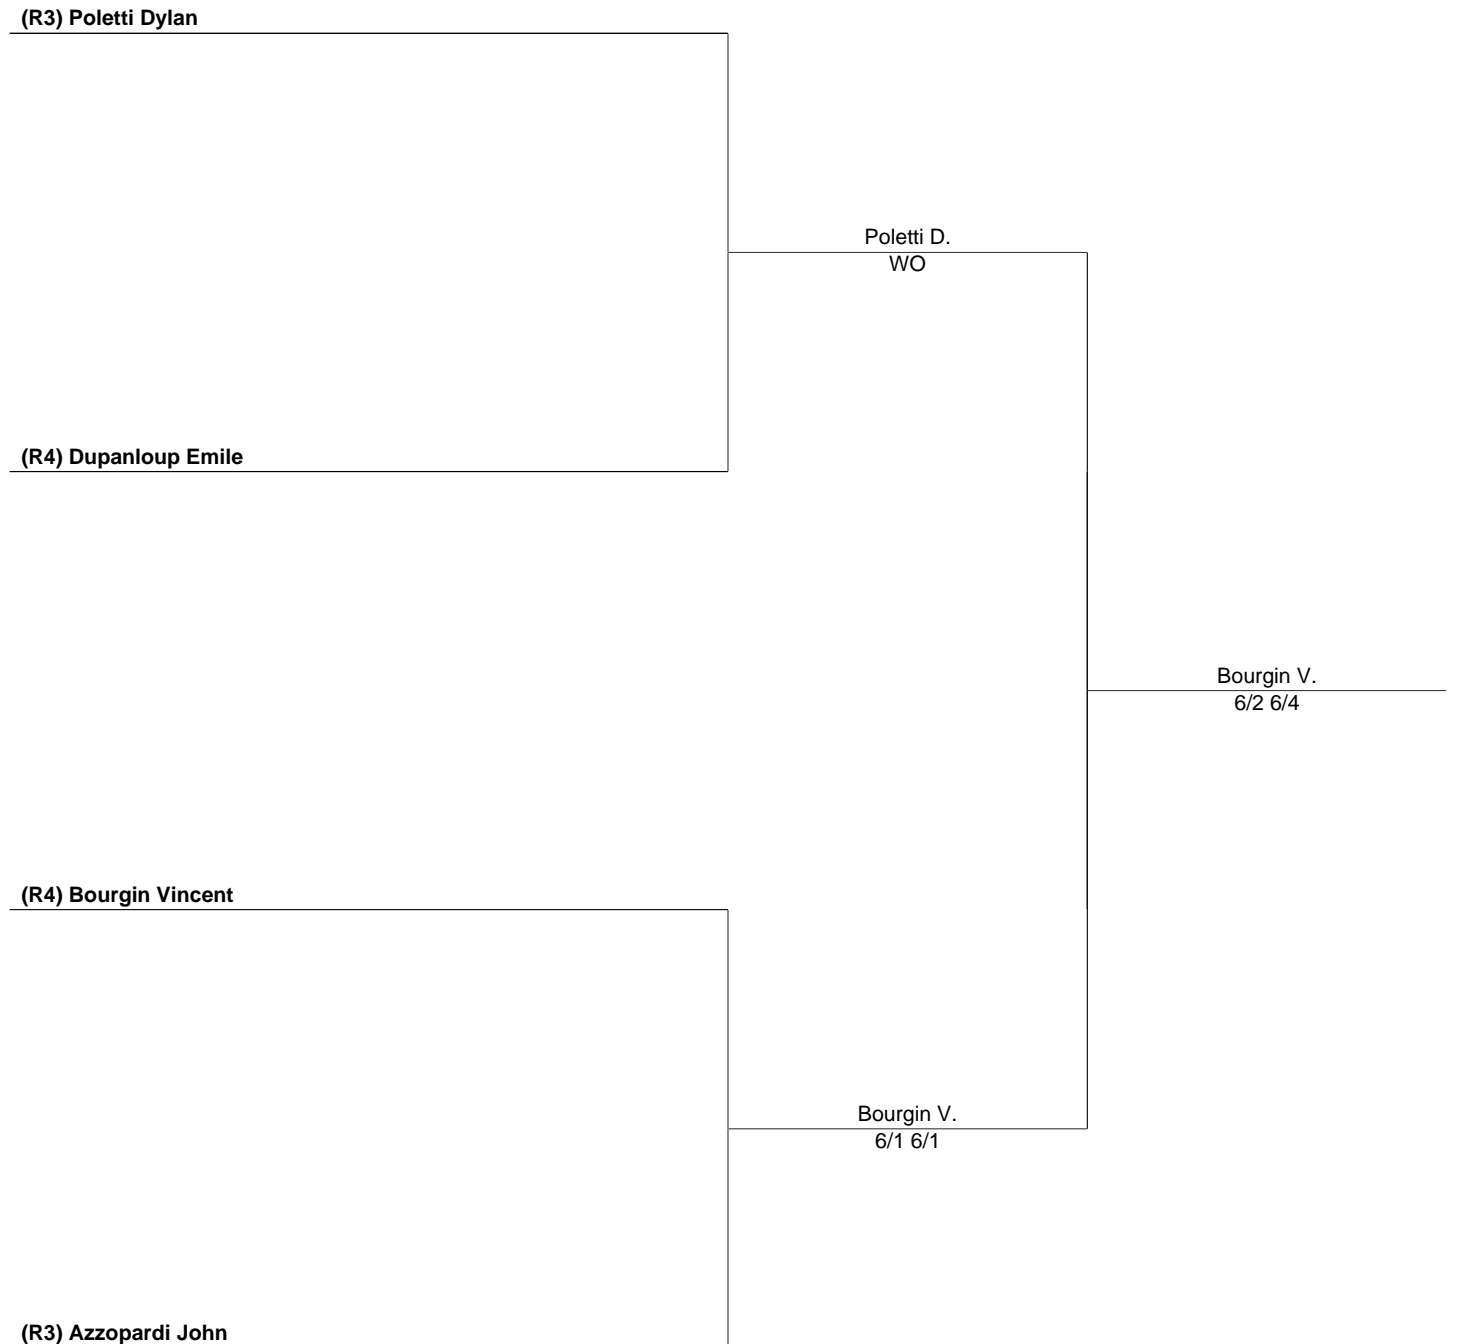 (R3) Poletti Dylan
Poletti D.
WO
(R4) Dupanloup Emile
Bourgin V.
6/2 6/4
(R4) Bourgin Vincent
Bourgin V.
6/1 6/1
(R3) Azzopardi John